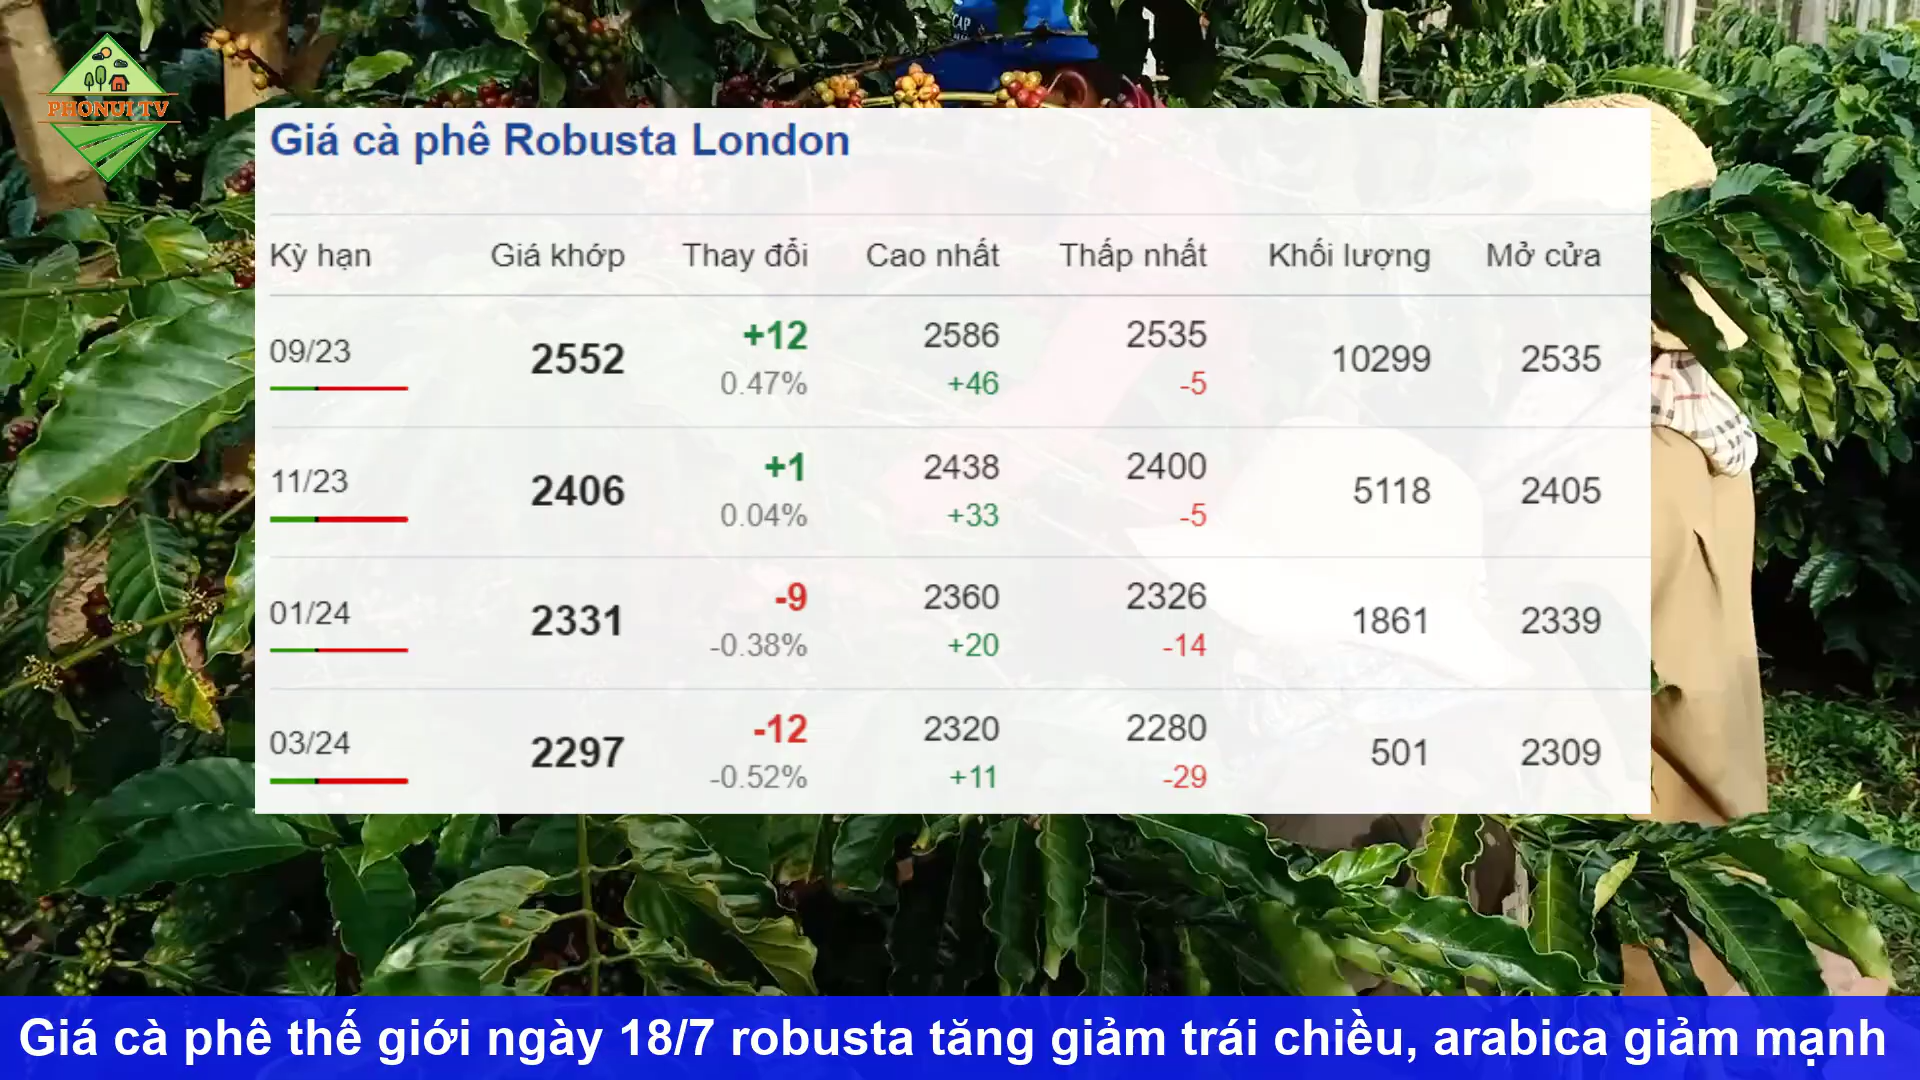 PHONUI TV
Giá cà phê Robusta London
Kỳ hạn Giá khớp Thay đổi Cao nhất Thấp nhất Khối lượng Mở cửa
09/23 2552 +12 0.47% 2586 +46 2535 -5 10299 2535
11/23 2406 +1 0.04% 2438 +33 2400 -5 5118 2405
01/24 2331 -9 -0.38% 2360 +20 2326 -14 1861 2339
03/24 2297 -12 -0.52% 2320 +11 2280 -29 501 2309
Giá cà phê thế giới ngày 18/7 robusta tăng giảm trái chiều, arabica giảm mạnh